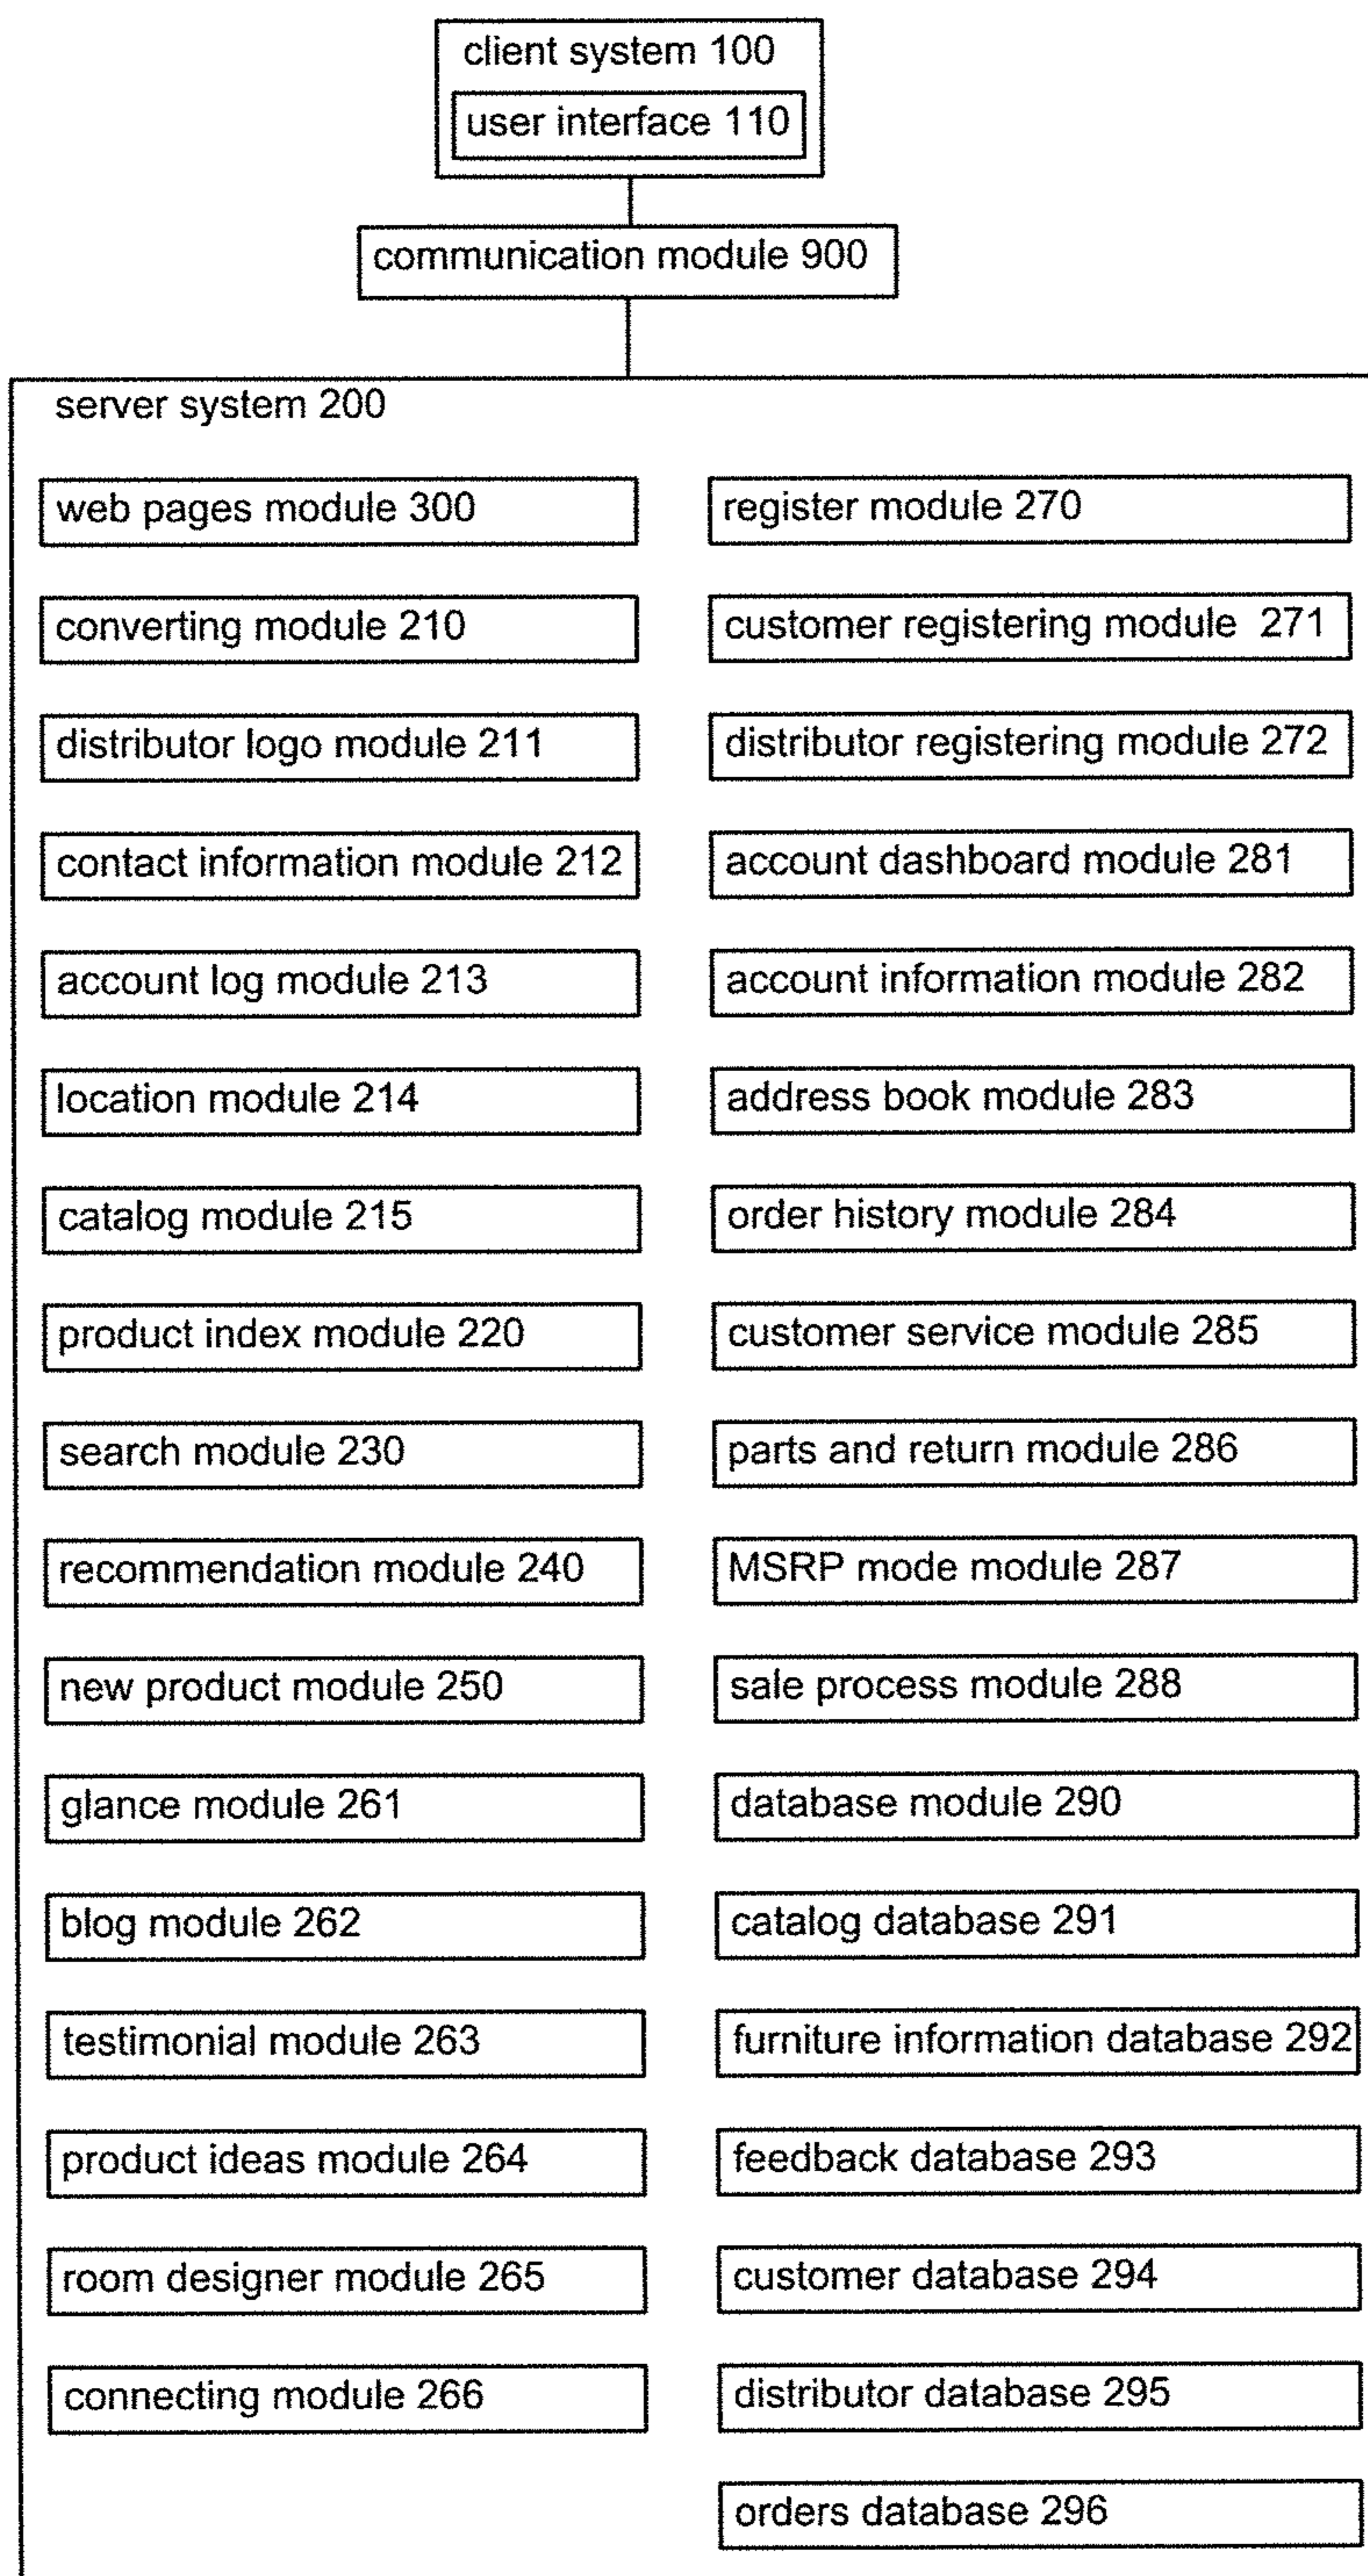 client system 100
user interface 110
communication module 900
server system 200
web pages module 300
converting module 210
distributor logo module 211
contact information module 212
account log module 213
location module 214
catalog module 215
product index module 220
search module 230
recommendation module 240
new product module 250
glance module 261
blog module 262
testimonial module 263
product ideas module 264
room designer module 265
connecting module 266
register module 270
customer registering module 271
distributor registering module 272
account dashboard module 281
account information module 282
address book module 283
order history module 284
customer service module 285
parts and return module 286
MSRP mode module 287
sale process module 288
database module 290
catalog database 291
furniture information database 292
feedback database 293
customer database 294
distributor database 295
orders database 296